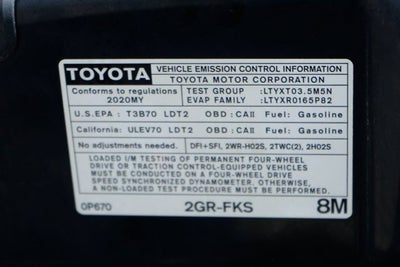 TOYOTA
VEHICLE EMISSION CONTROL INFORMATION
TOYOTA MOTOR CORPORATION
Conforms to regulations
2020MY
TEST GROUP :LTYXT03.5M5N
EVAP FAMILY :LTYXR0165P82
U.S.EPA : T3B70 LDT2 OBD : CAII Fuel: Gasoline
California: ULEV70 LDT2 OBD : CAII Fuel: Gasoline
No adjustments needed. DFI+SFI, 2WR-HO2S, 2TWC(2), 2HO2S
LOADED I/M TESTING OF PERMANENT FOUR-WHEEL
DRIVE OR TRACTION CONTROL-EQUIPPED VEHICLES
MUST BE CONDUCTED ON A FOUR-WHEEL DRIVE
SPEED SYNCHRONIZED DYNAMOMETER. OTHERWISE,
A NON-LOADED TEST PROCEDURE MUST BE PERFORMED.
0P670 2GR-FKS 8M